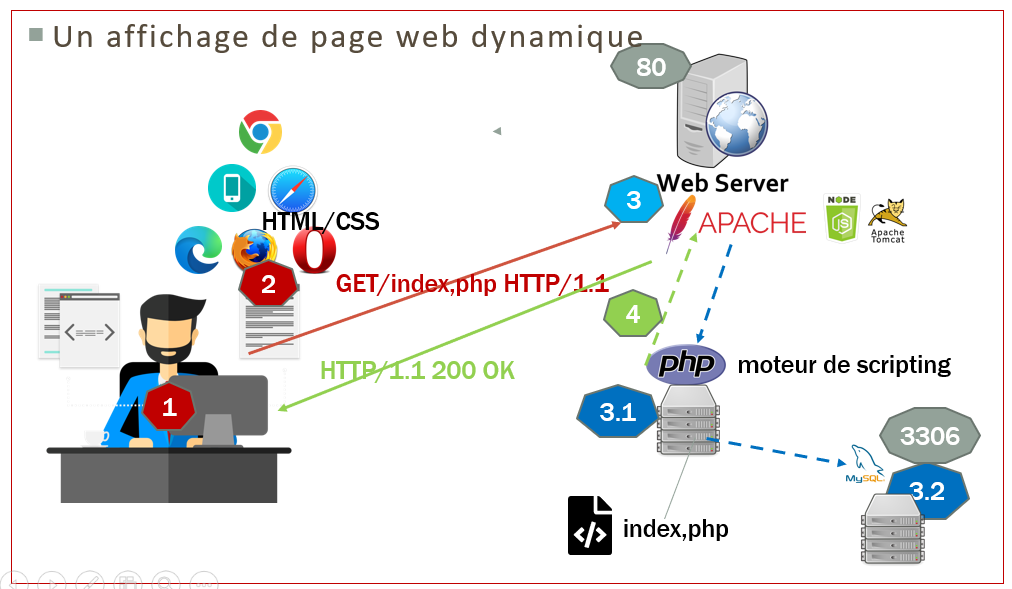 Un affichage de page web dynamique
80
Web Server
3
APACHE
NODE
JS
Apache
Tomcat
HTML/CSS
2
GET/index,php HTTP/1.1
4
HTTP/1.1 200 OK
php
moteur de scripting
1
3.1
3306
MySQL
3.2
index,php